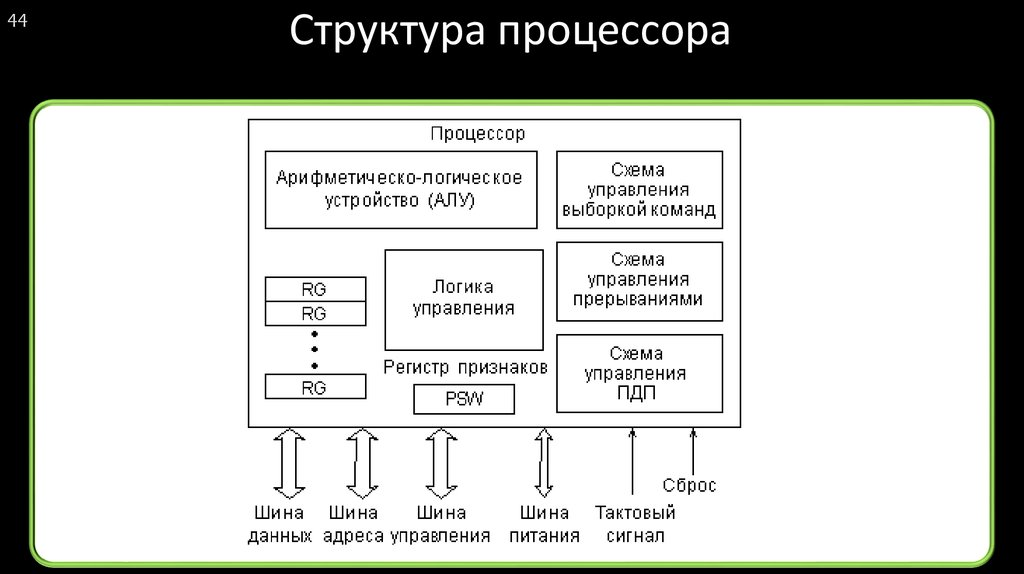 44
Структура процессора
Процессор
Арифметическо-логическое
устройство (АЛУ)
Схема
управления
выборкой команд
Логика
управления
Схема
управления
прерываниями
RG
RG
RG
Регистр признаков
PSW
Схема
управления
ПДП
Сброс
Шина
данных
Шина
адреса
Шина
управления
Шина
питания
Тактовый
сигнал